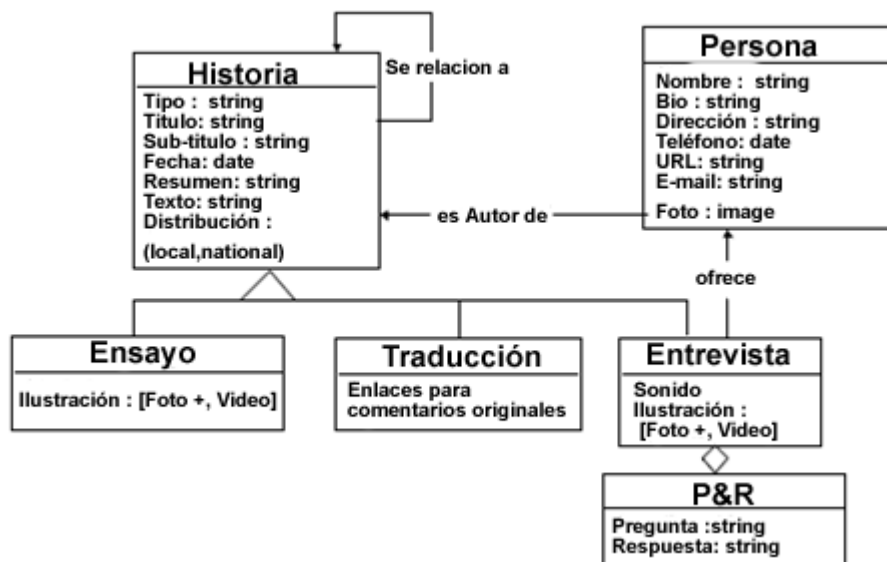 Historia
Tipo : string
Titulo: string
Sub-titulo : string
Fecha: date
Resumen: string
Texto: string
Distribución :
(local,national)
Se relacion a
Persona
Nombre : string
Bio : string
Dirección : string
Teléfono: date
URL: string
E-mail: string
Foto : image
es Autor de
ofrece
Ensayo
Ilustración : [Foto +, Video]
Traducción
Enlaces para
comentarios originales
Entrevista
Sonido
Ilustración :
[Foto +, Video]
P&R
Pregunta :string
Respuesta: string